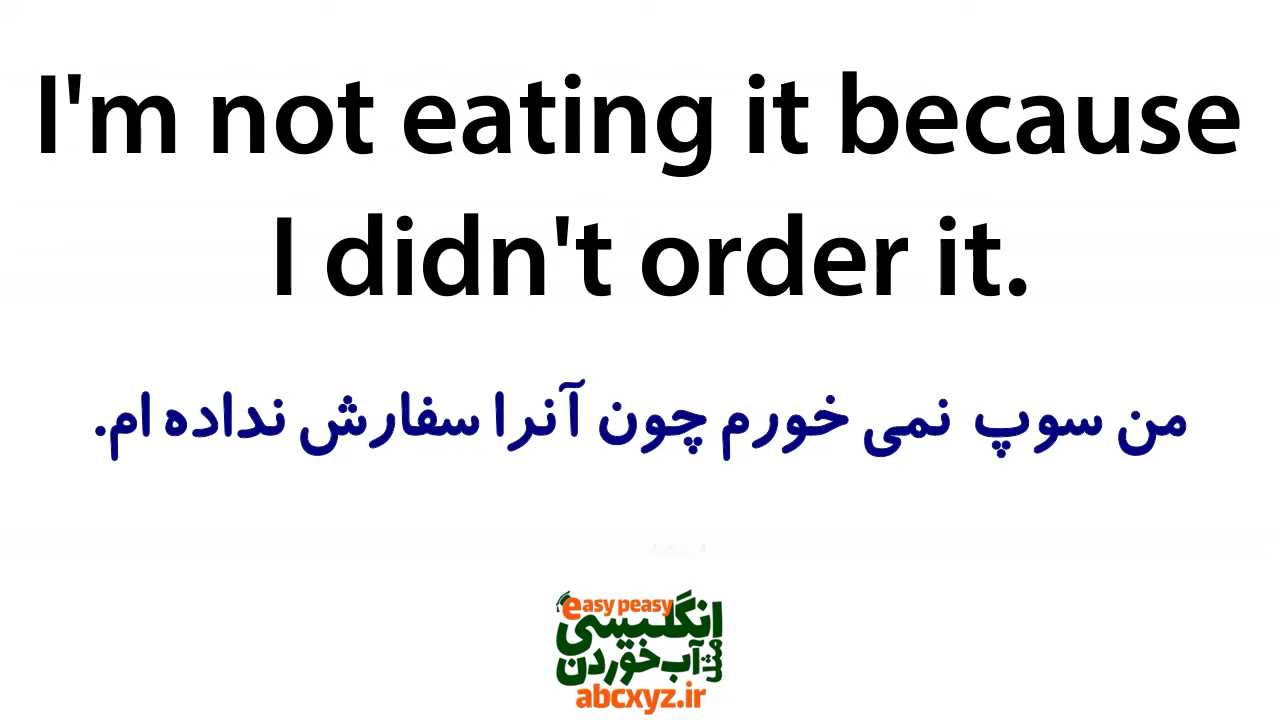 I'm not eating it because
I didn't order it.
من سوپ نمی خورم چون آنرا سفارش نداده ام.
easy peasy
انگلیسی
مثل
آب خوردن
abcxyz.ir